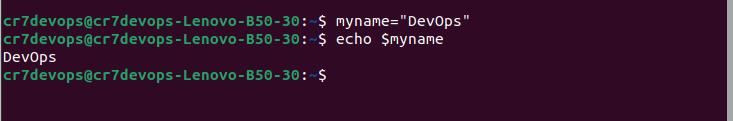 cr7devops@cr7devops-Lenovo-B50-30:~$ myname="DevOps"
cr7devops@cr7devops-Lenovo-B50-30:~$ echo $myname
DevOps
cr7devops@cr7devops-Lenovo-B50-30:~$